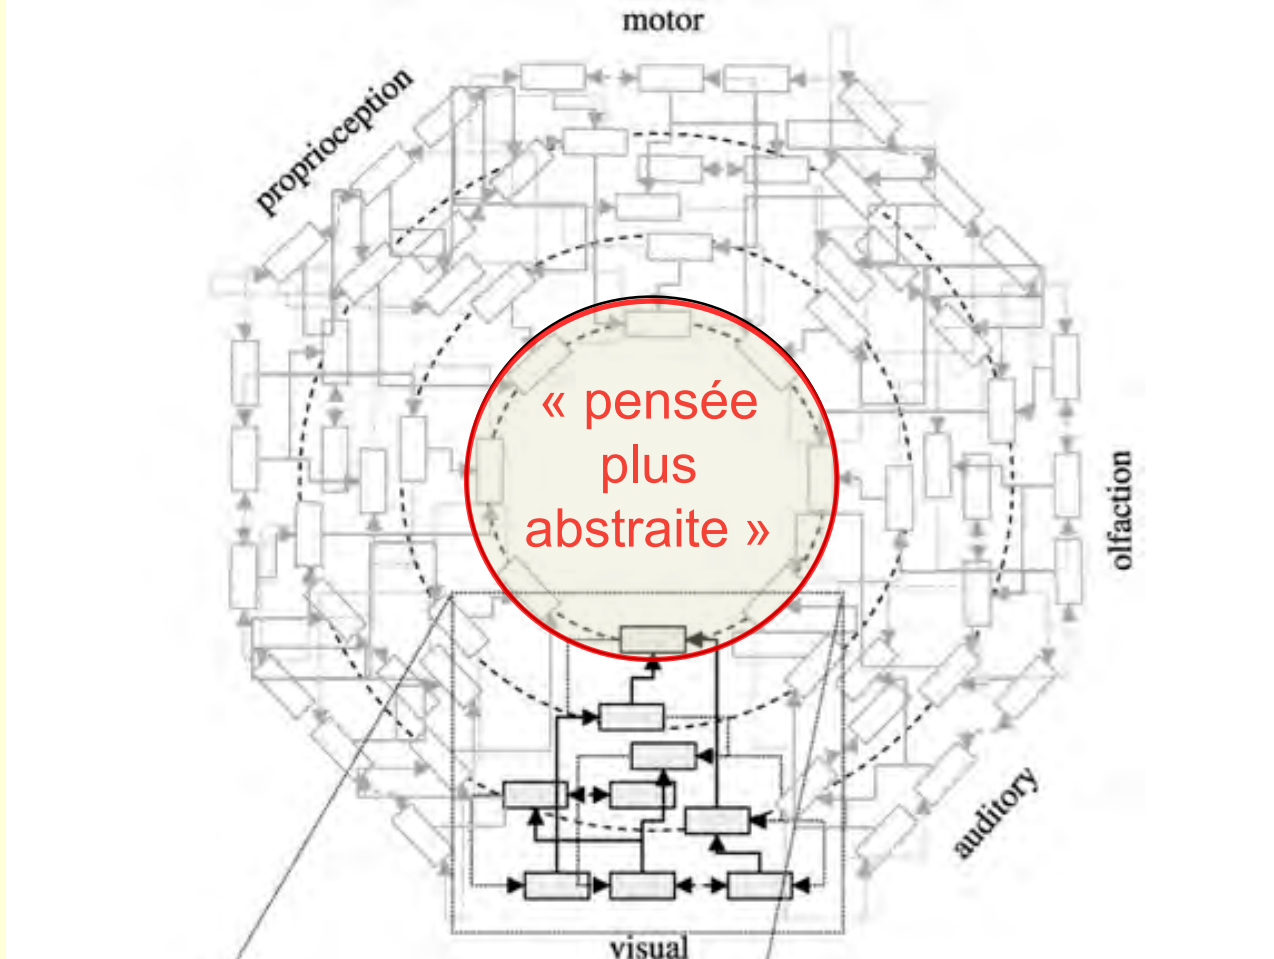 motor
proprioception
« pensée
plus
abstraite »
olfaction
auditory
visual